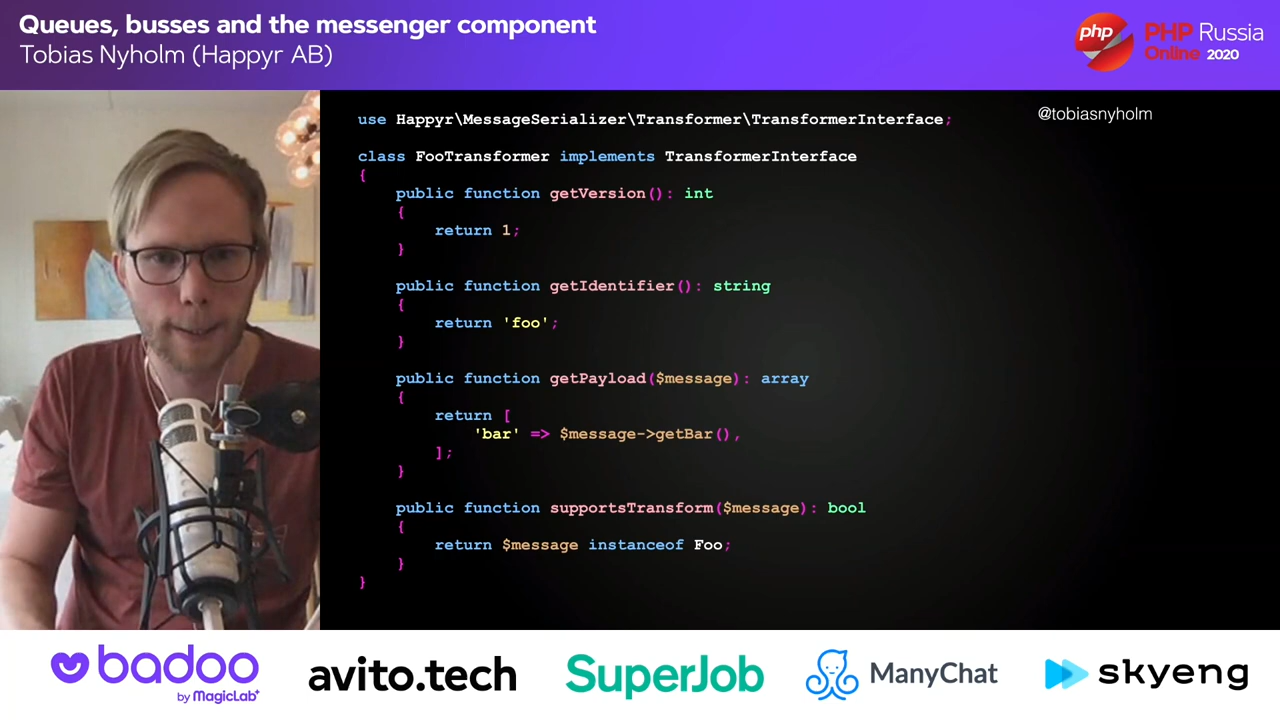 Queues, busses and the messenger component
Tobias Nyholm (Happyr AB)
php
PHP Russia
Online 2020
@tobiasnyholm
use Happyr\MessageSerializer\Transformer\TransformerInterface;
class FooTransformer implements TransformerInterface
{
public function getVersion(): int
{
return 1;
}
public function getIdentifier(): string
{
return 'foo';
}
public function getPayload($message): array
{
return [
'bar' => $message->getBar(),
];
}
public function supportsTransform($message): bool
{
return $message instanceof Foo;
}
}
badoo
by MagicLab+
avito.tech
SuperJob
ManyChat
skyeng